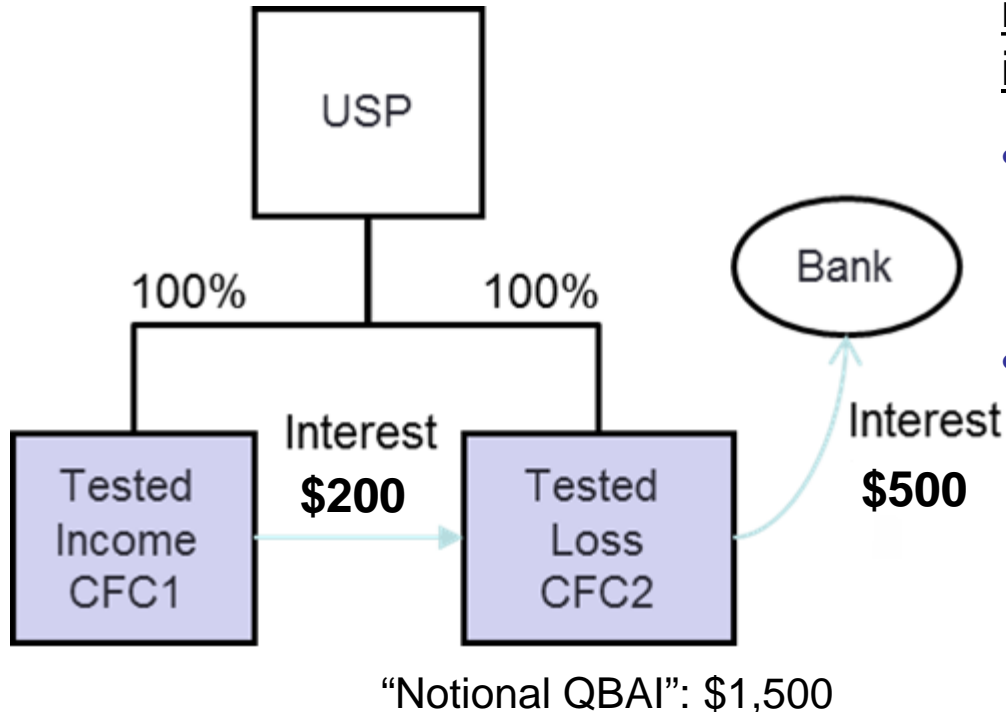 USP
Bank
100%
100%
Interest
$200
Interest
$500
Tested
Income
CFC1
Tested
Loss
CFC2
“Notional QBAI”: $1,500